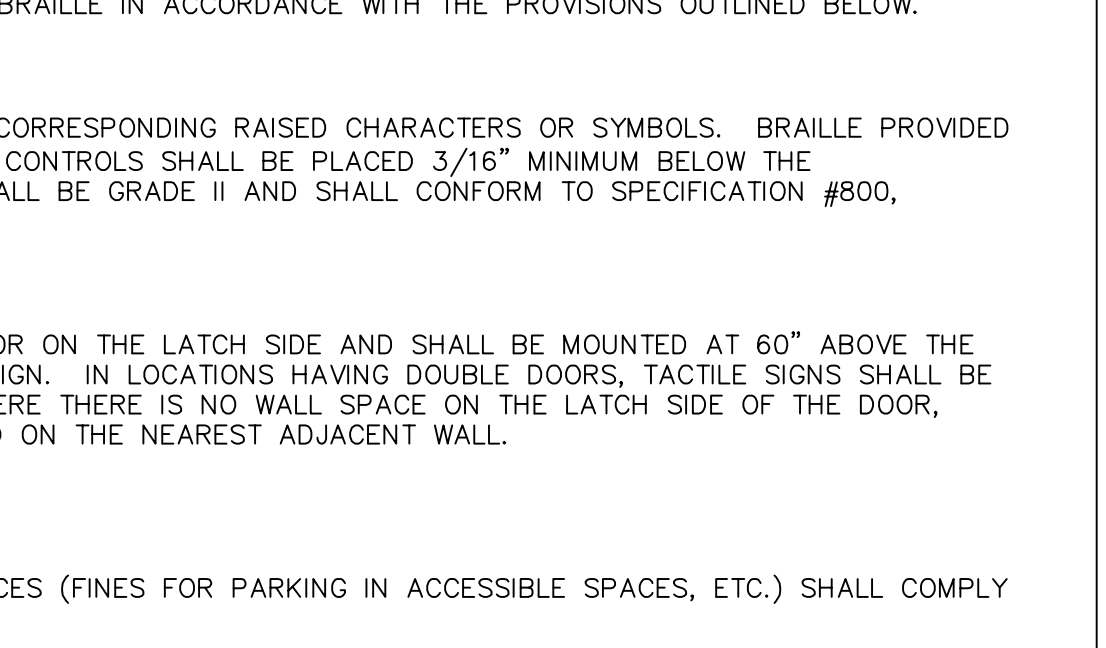 BRAILLE IN ACCORDANCE WITH THE PROVISIONS OUTLINED BELOW.
CORRESPONDING RAISED CHARACTERS OR SYMBOLS. BRAILLE PROVIDED
CONTROLS SHALL BE PLACED 3/16” MINIMUM BELOW THE
ALL BE GRADE II AND SHALL CONFORM TO SPECIFICATION #800,
OR ON THE LATCH SIDE AND SHALL BE MOUNTED AT 60” ABOVE THE
IGN. IN LOCATIONS HAVING DOUBLE DOORS, TACTILE SIGNS SHALL BE
ERE THERE IS NO WALL SPACE ON THE LATCH SIDE OF THE DOOR,
ON THE NEAREST ADJACENT WALL.
CES (FINES FOR PARKING IN ACCESSIBLE SPACES, ETC.) SHALL COMPLY